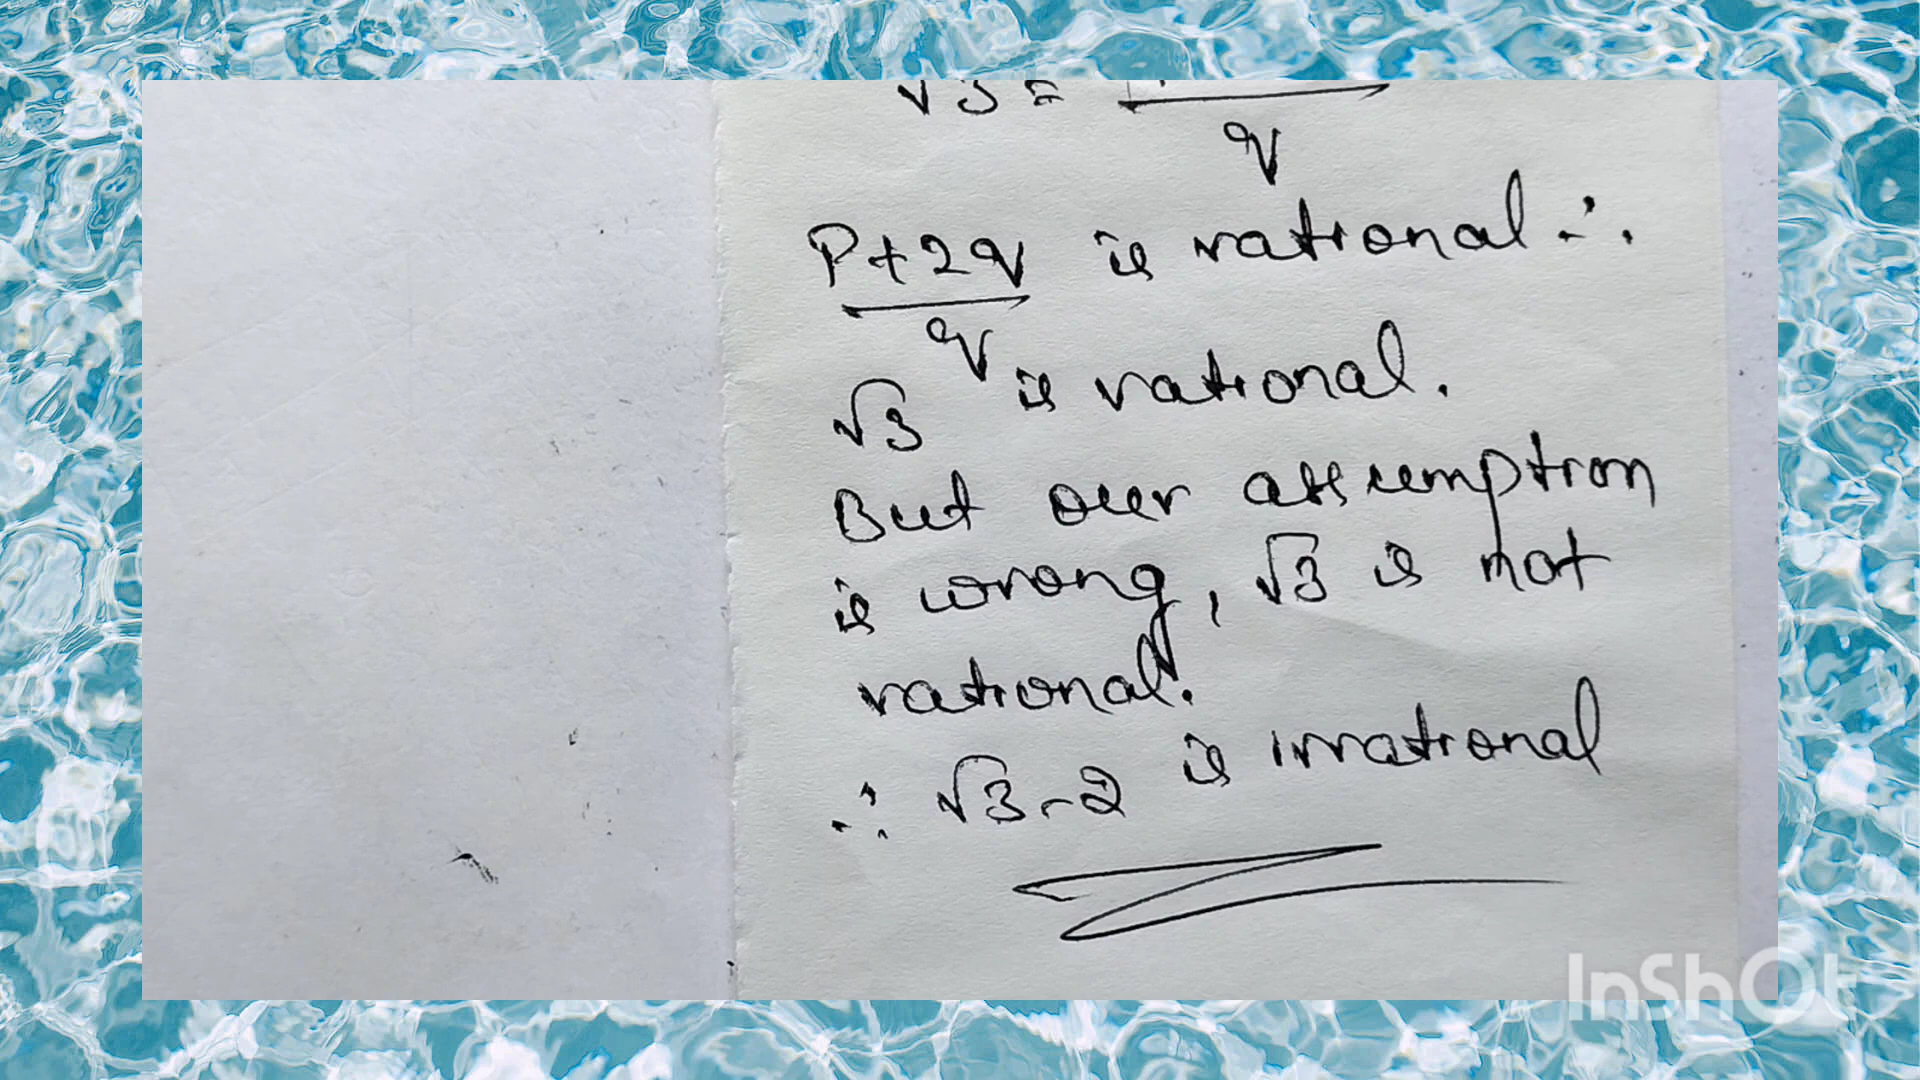 √3 =
q
P+2q is rational ∴
q
√3 is rational.
But our assumption
is wrong, √3 is not
rational.
∴ √3-2 is irrational
InShOt